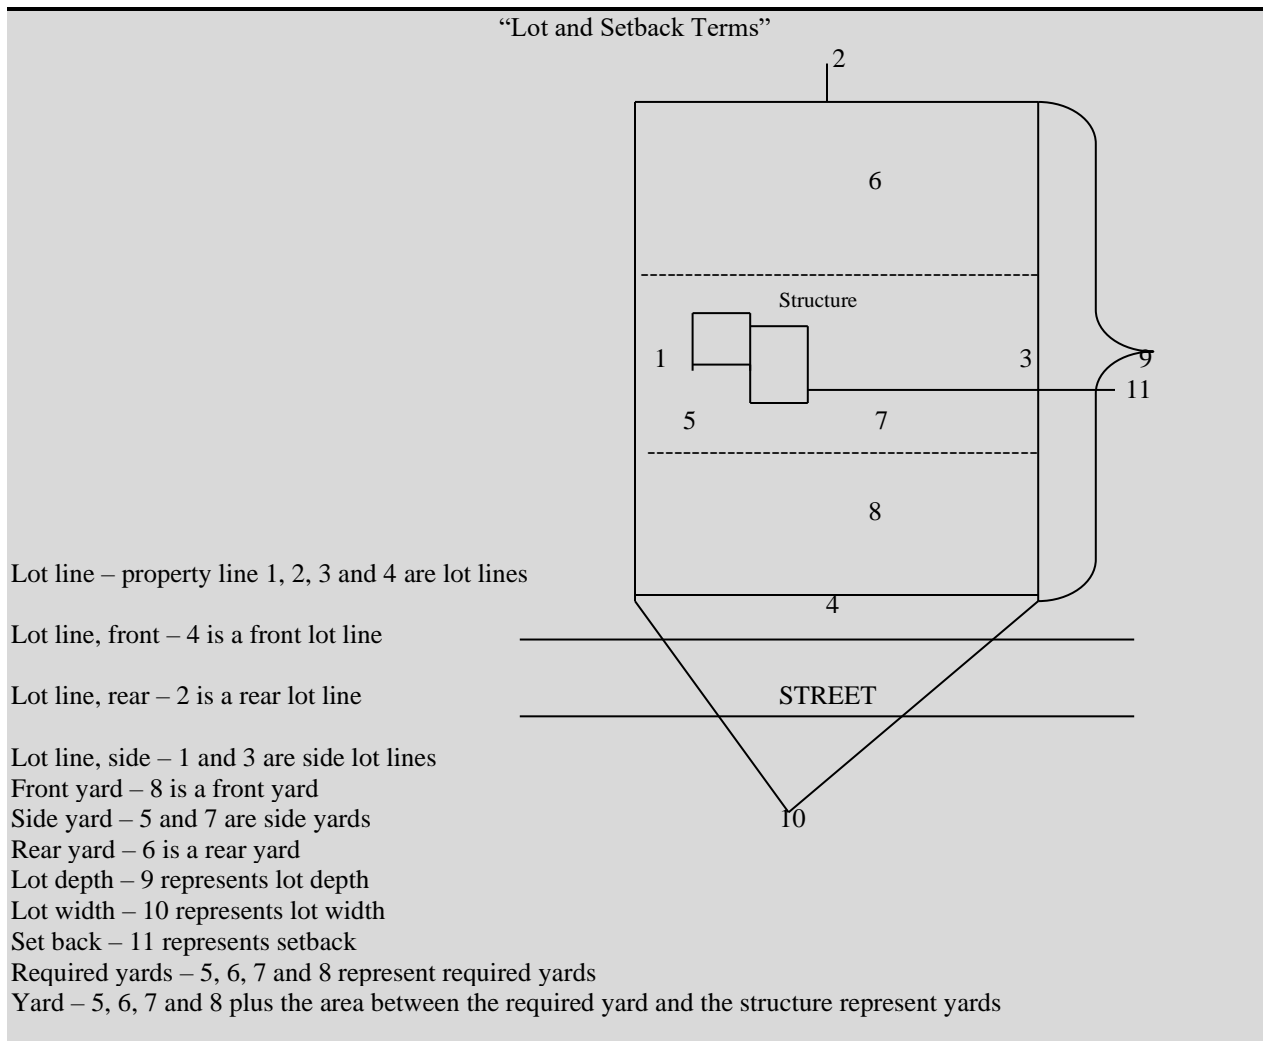 “Lot and Setback Terms”
2
6
Structure
1
3
9
11
5
7
8
Lot line – property line 1, 2, 3 and 4 are lot lines
4
Lot line, front – 4 is a front lot line
Lot line, rear – 2 is a rear lot line
STREET
Lot line, side – 1 and 3 are side lot lines
Front yard – 8 is a front yard
Side yard – 5 and 7 are side yards
10
Rear yard – 6 is a rear yard
Lot depth – 9 represents lot depth
Lot width – 10 represents lot width
Set back – 11 represents setback
Required yards – 5, 6, 7 and 8 represent required yards
Yard – 5, 6, 7 and 8 plus the area between the required yard and the structure represent yards